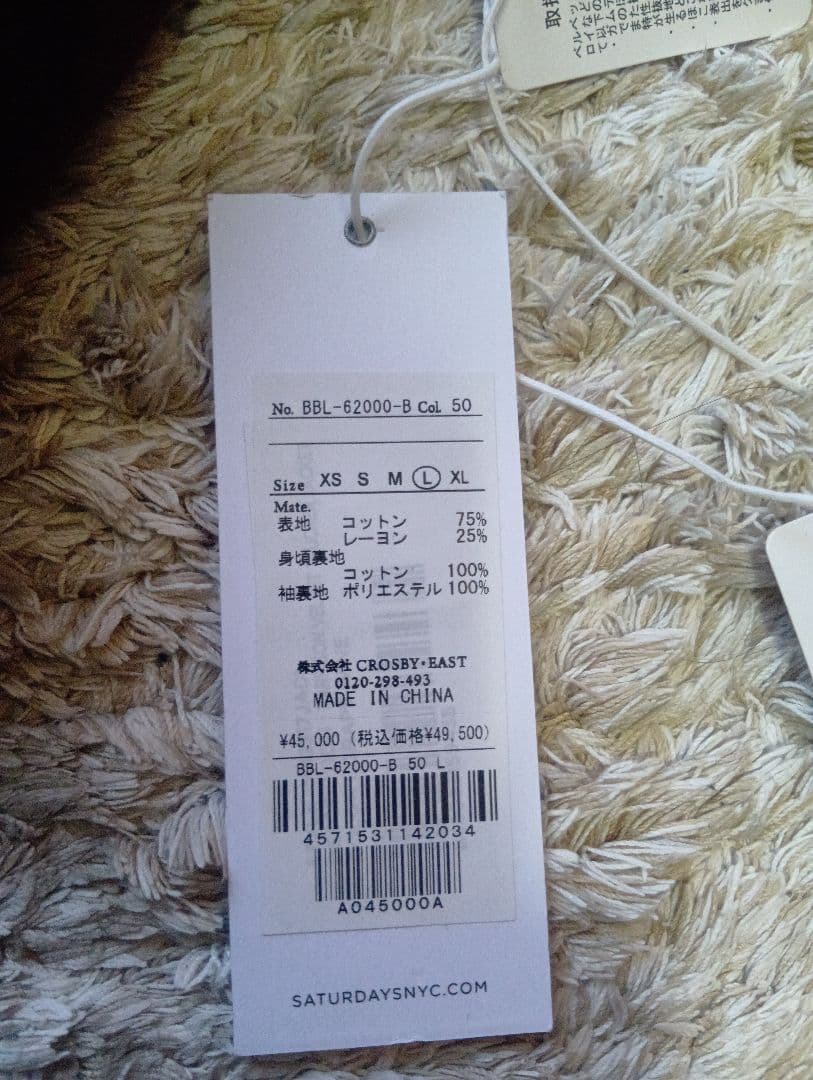 No. BBL-62000-B Col. 50
Size XS S M L XL
Mate.
表地 コットン 75%
レーヨン 25%
身頃裏地
コットン 100%
袖裏地 ポリエステル 100%
株式会社 CROSBY・EAST
0120-298-493
MADE IN CHINA
¥45,000 (税込価格¥49,500)
BBL-62000-B 50 L
4571531142034
A045000A
SATURDAYSNYC.COM